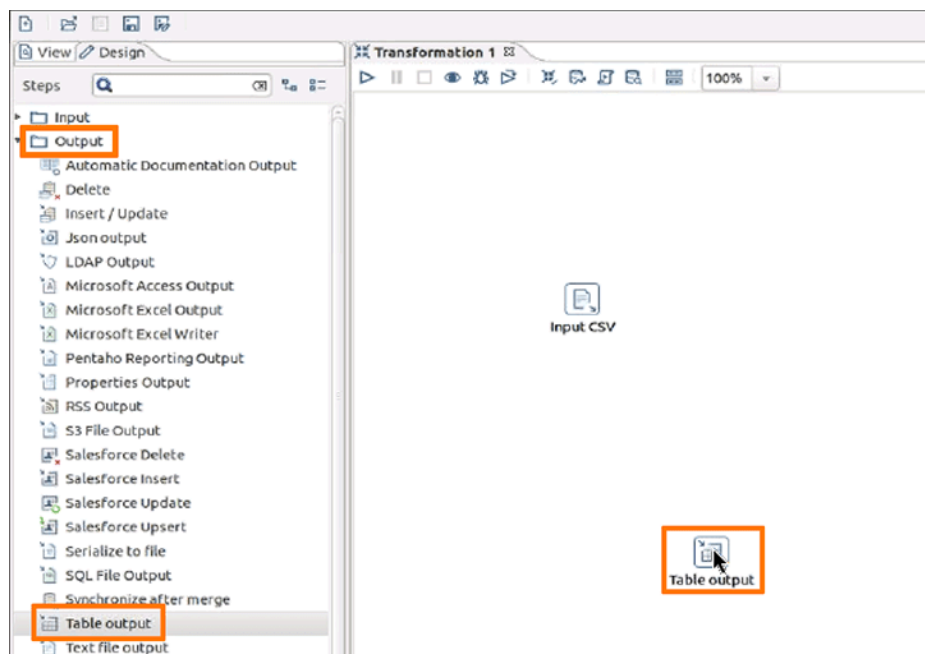 View Design
Transformation 1
Steps
100%
Input
Output
Automatic Documentation Output
Delete
Insert / Update
Json output
LDAP Output
Microsoft Access Output
Microsoft Excel Output
Microsoft Excel Writer
Pentaho Reporting Output
Properties Output
RSS Output
S3 File Output
Salesforce Delete
Salesforce Insert
Salesforce Update
Salesforce Upsert
Serialize to file
SQL File Output
Synchronize after merge
Table output
Text file output
Input CSV
Table output